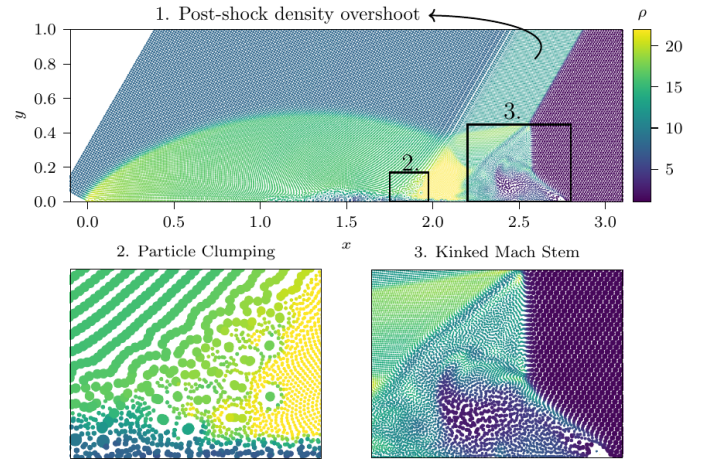 1. Post-shock density overshoot
ρ
1.0
0.8
0.6
0.4
0.2
0.0
y
3.
2.
20
15
10
5
0.0 0.5 1.0 1.5 2.0 2.5 3.0
x
2. Particle Clumping
3. Kinked Mach Stem